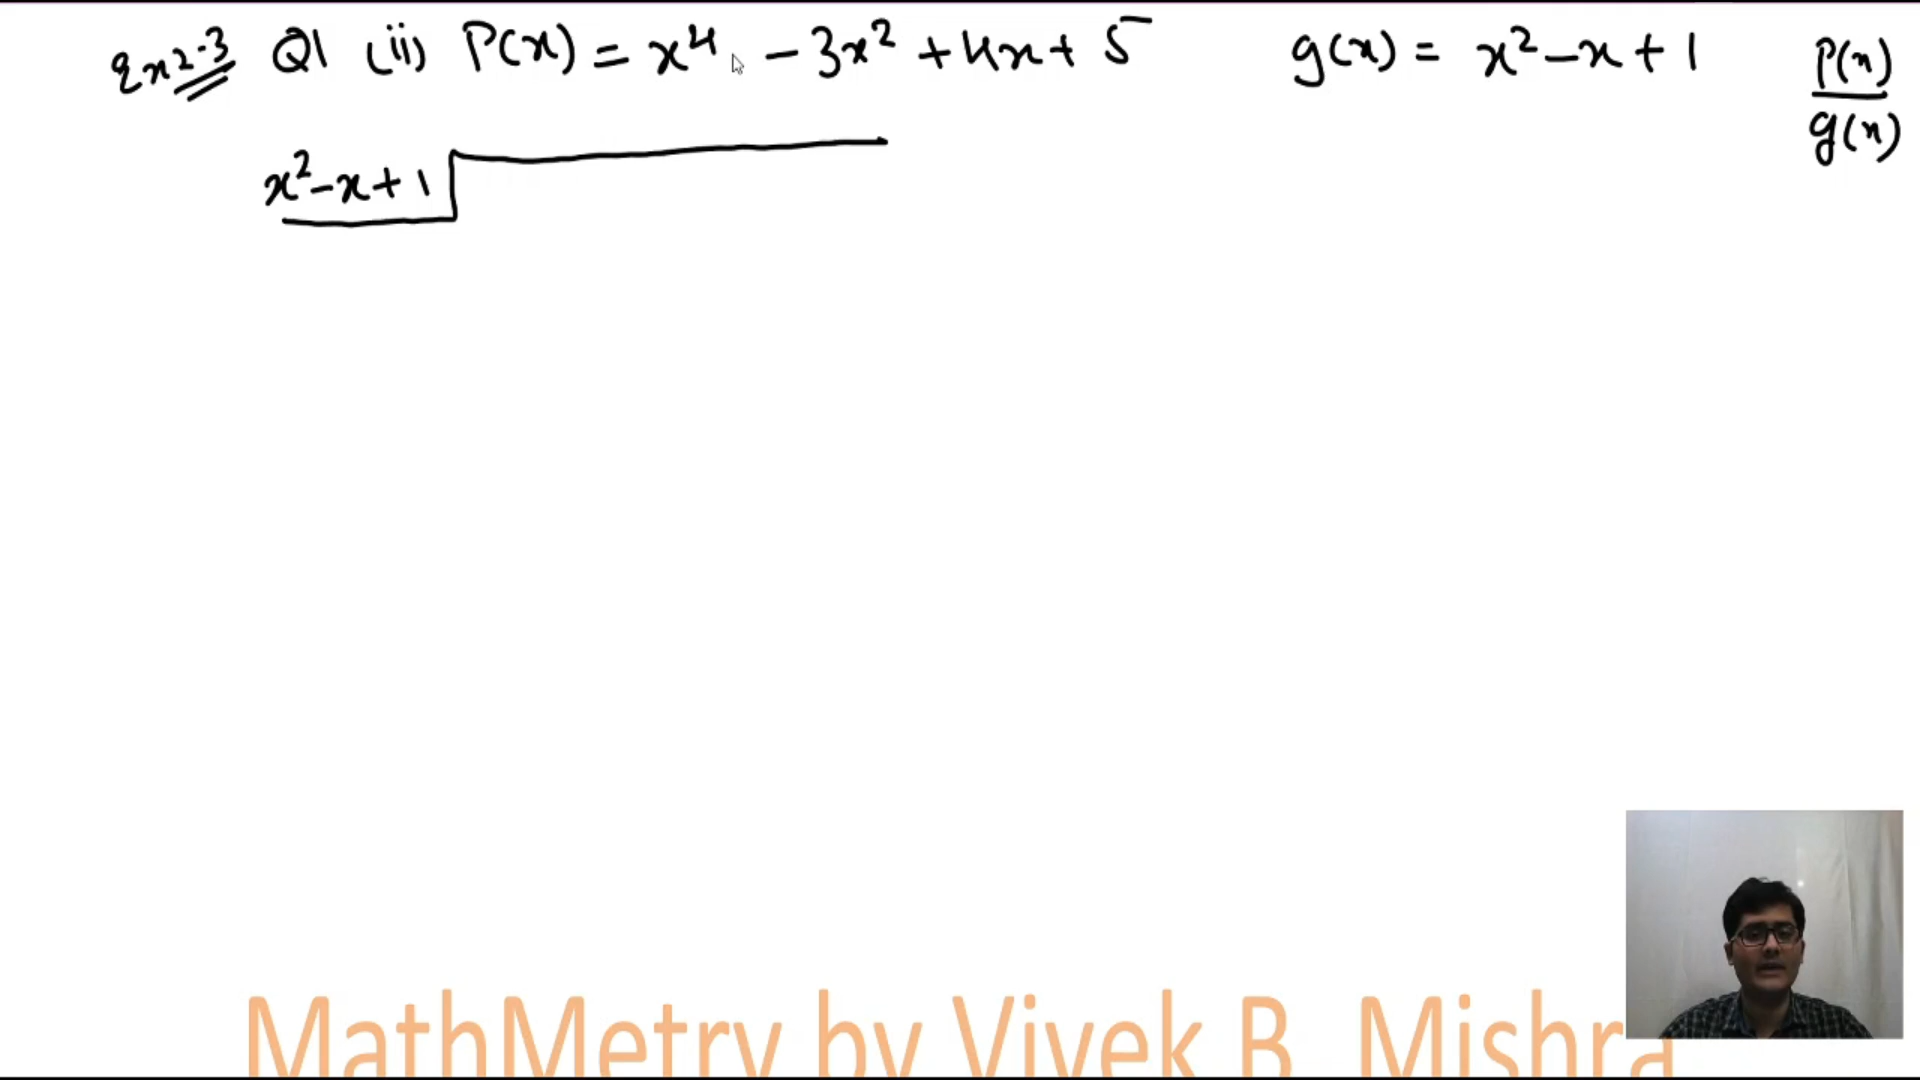 Ex 2.3 Q1 (ii) P(x) = x⁴ - 3x² + 4x + 5 g(x) = x² - x + 1 P(x)/g(x)
x² - x + 1
MathMetry by Vivek B. Mishra